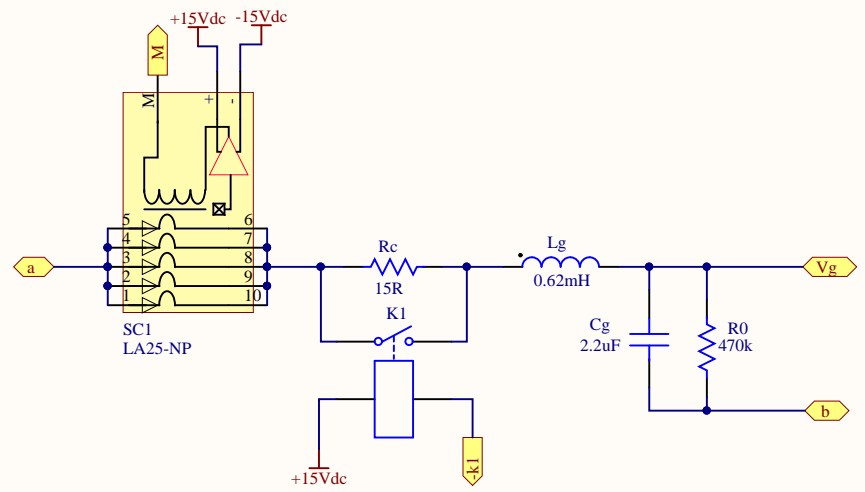 +15Vdc
-15Vdc
M
M
+
-
5
6
4
7
3
8
2
9
1
10
a
SC1
LA25-NP
Rc
15R
K1
+15Vdc
-k1
Lg
0.62mH
Cg
2.2uF
R0
470k
Vg
b